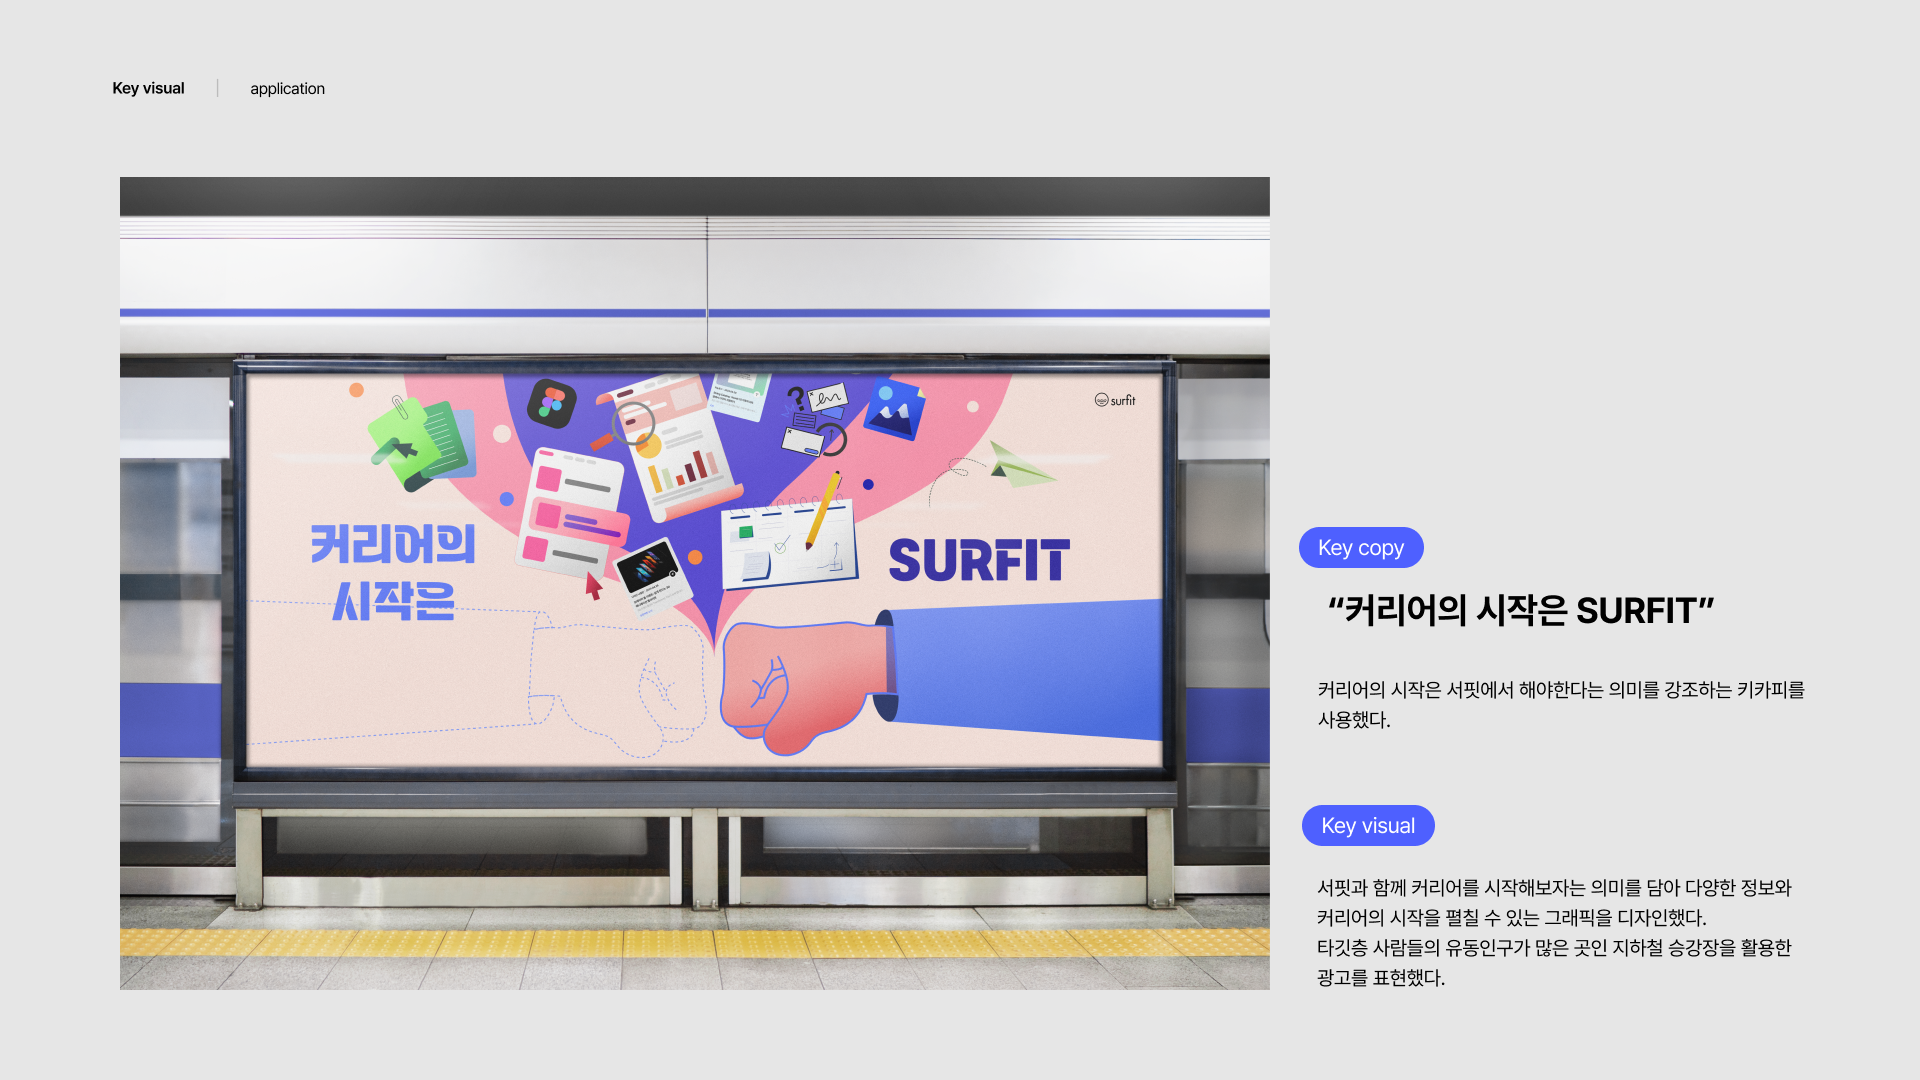 Key visual
application
surfit
커리어의
시작은
SURFIT
Key copy
“커리어의 시작은 SURFIT”
커리어의 시작은 서핏에서 해야한다는 의미를 강조하는 키카피를
사용했다.
Key visual
서핏과 함께 커리어를 시작해보자는 의미를 담아 다양한 정보와
커리어의 시작을 펼칠 수 있는 그래픽을 디자인했다.
타깃층 사람들의 유동인구가 많은 곳인 지하철 승강장을 활용한
광고를 표현했다.